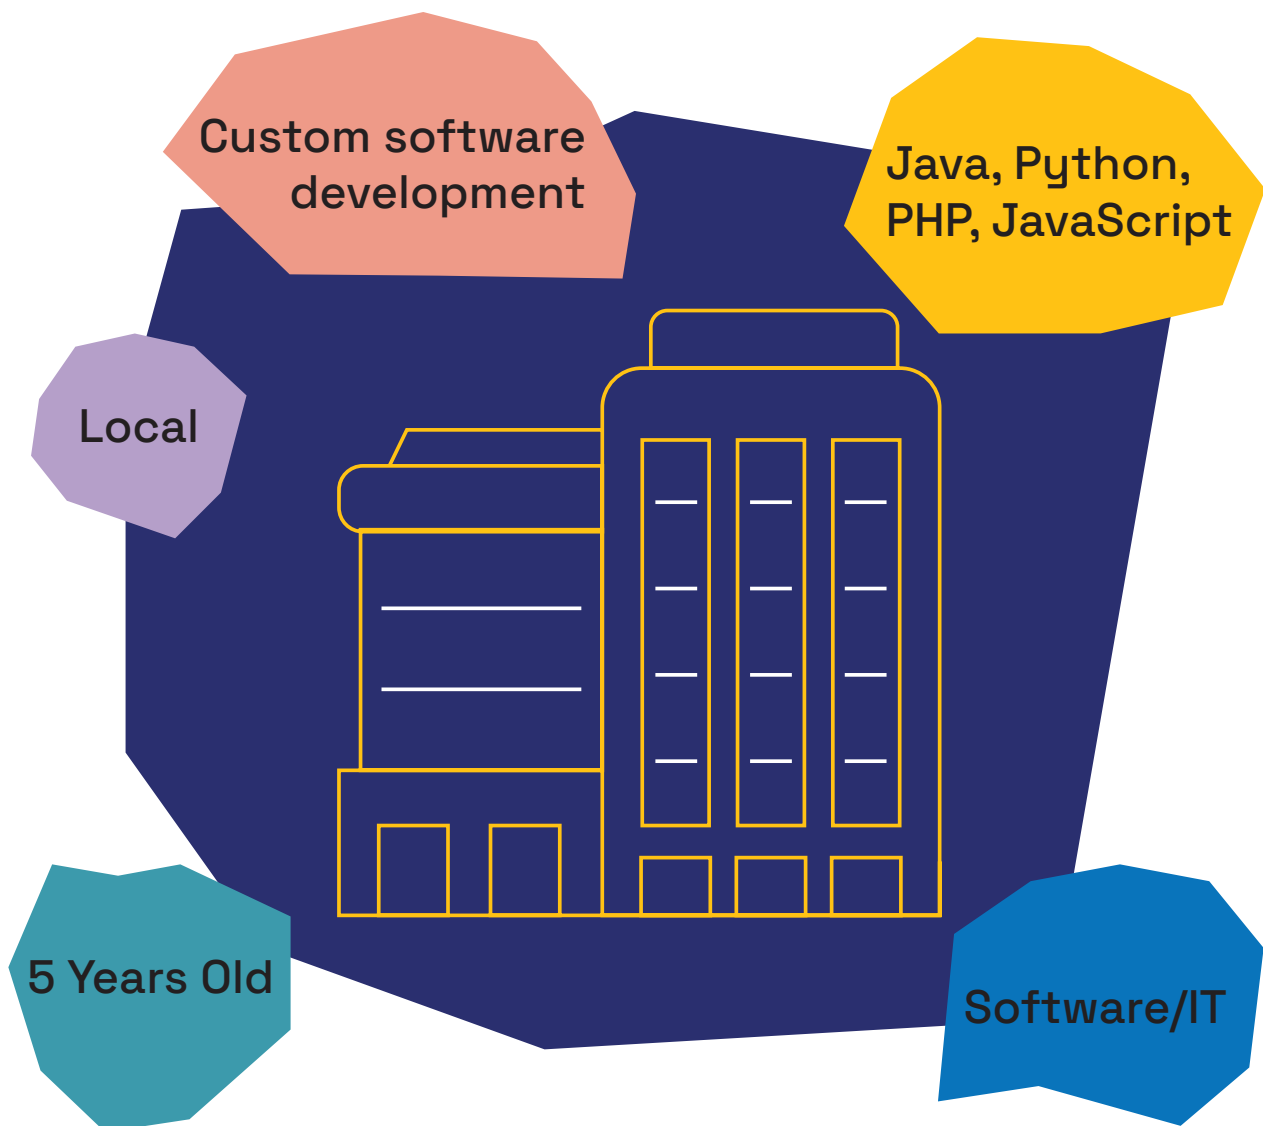 Custom software
development
Java, Python,
PHP, JavaScript
Local
5 Years Old
Software/IT